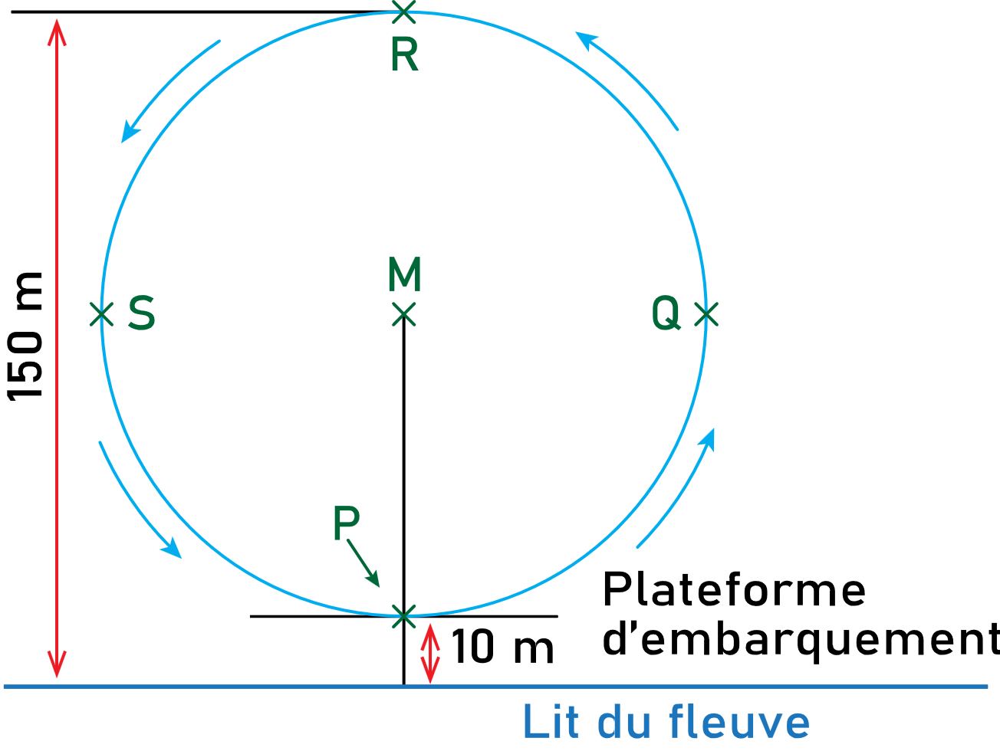 R
M
S
Q
150 m
P
Plateforme
d’embarquement
10 m
Lit du fleuve